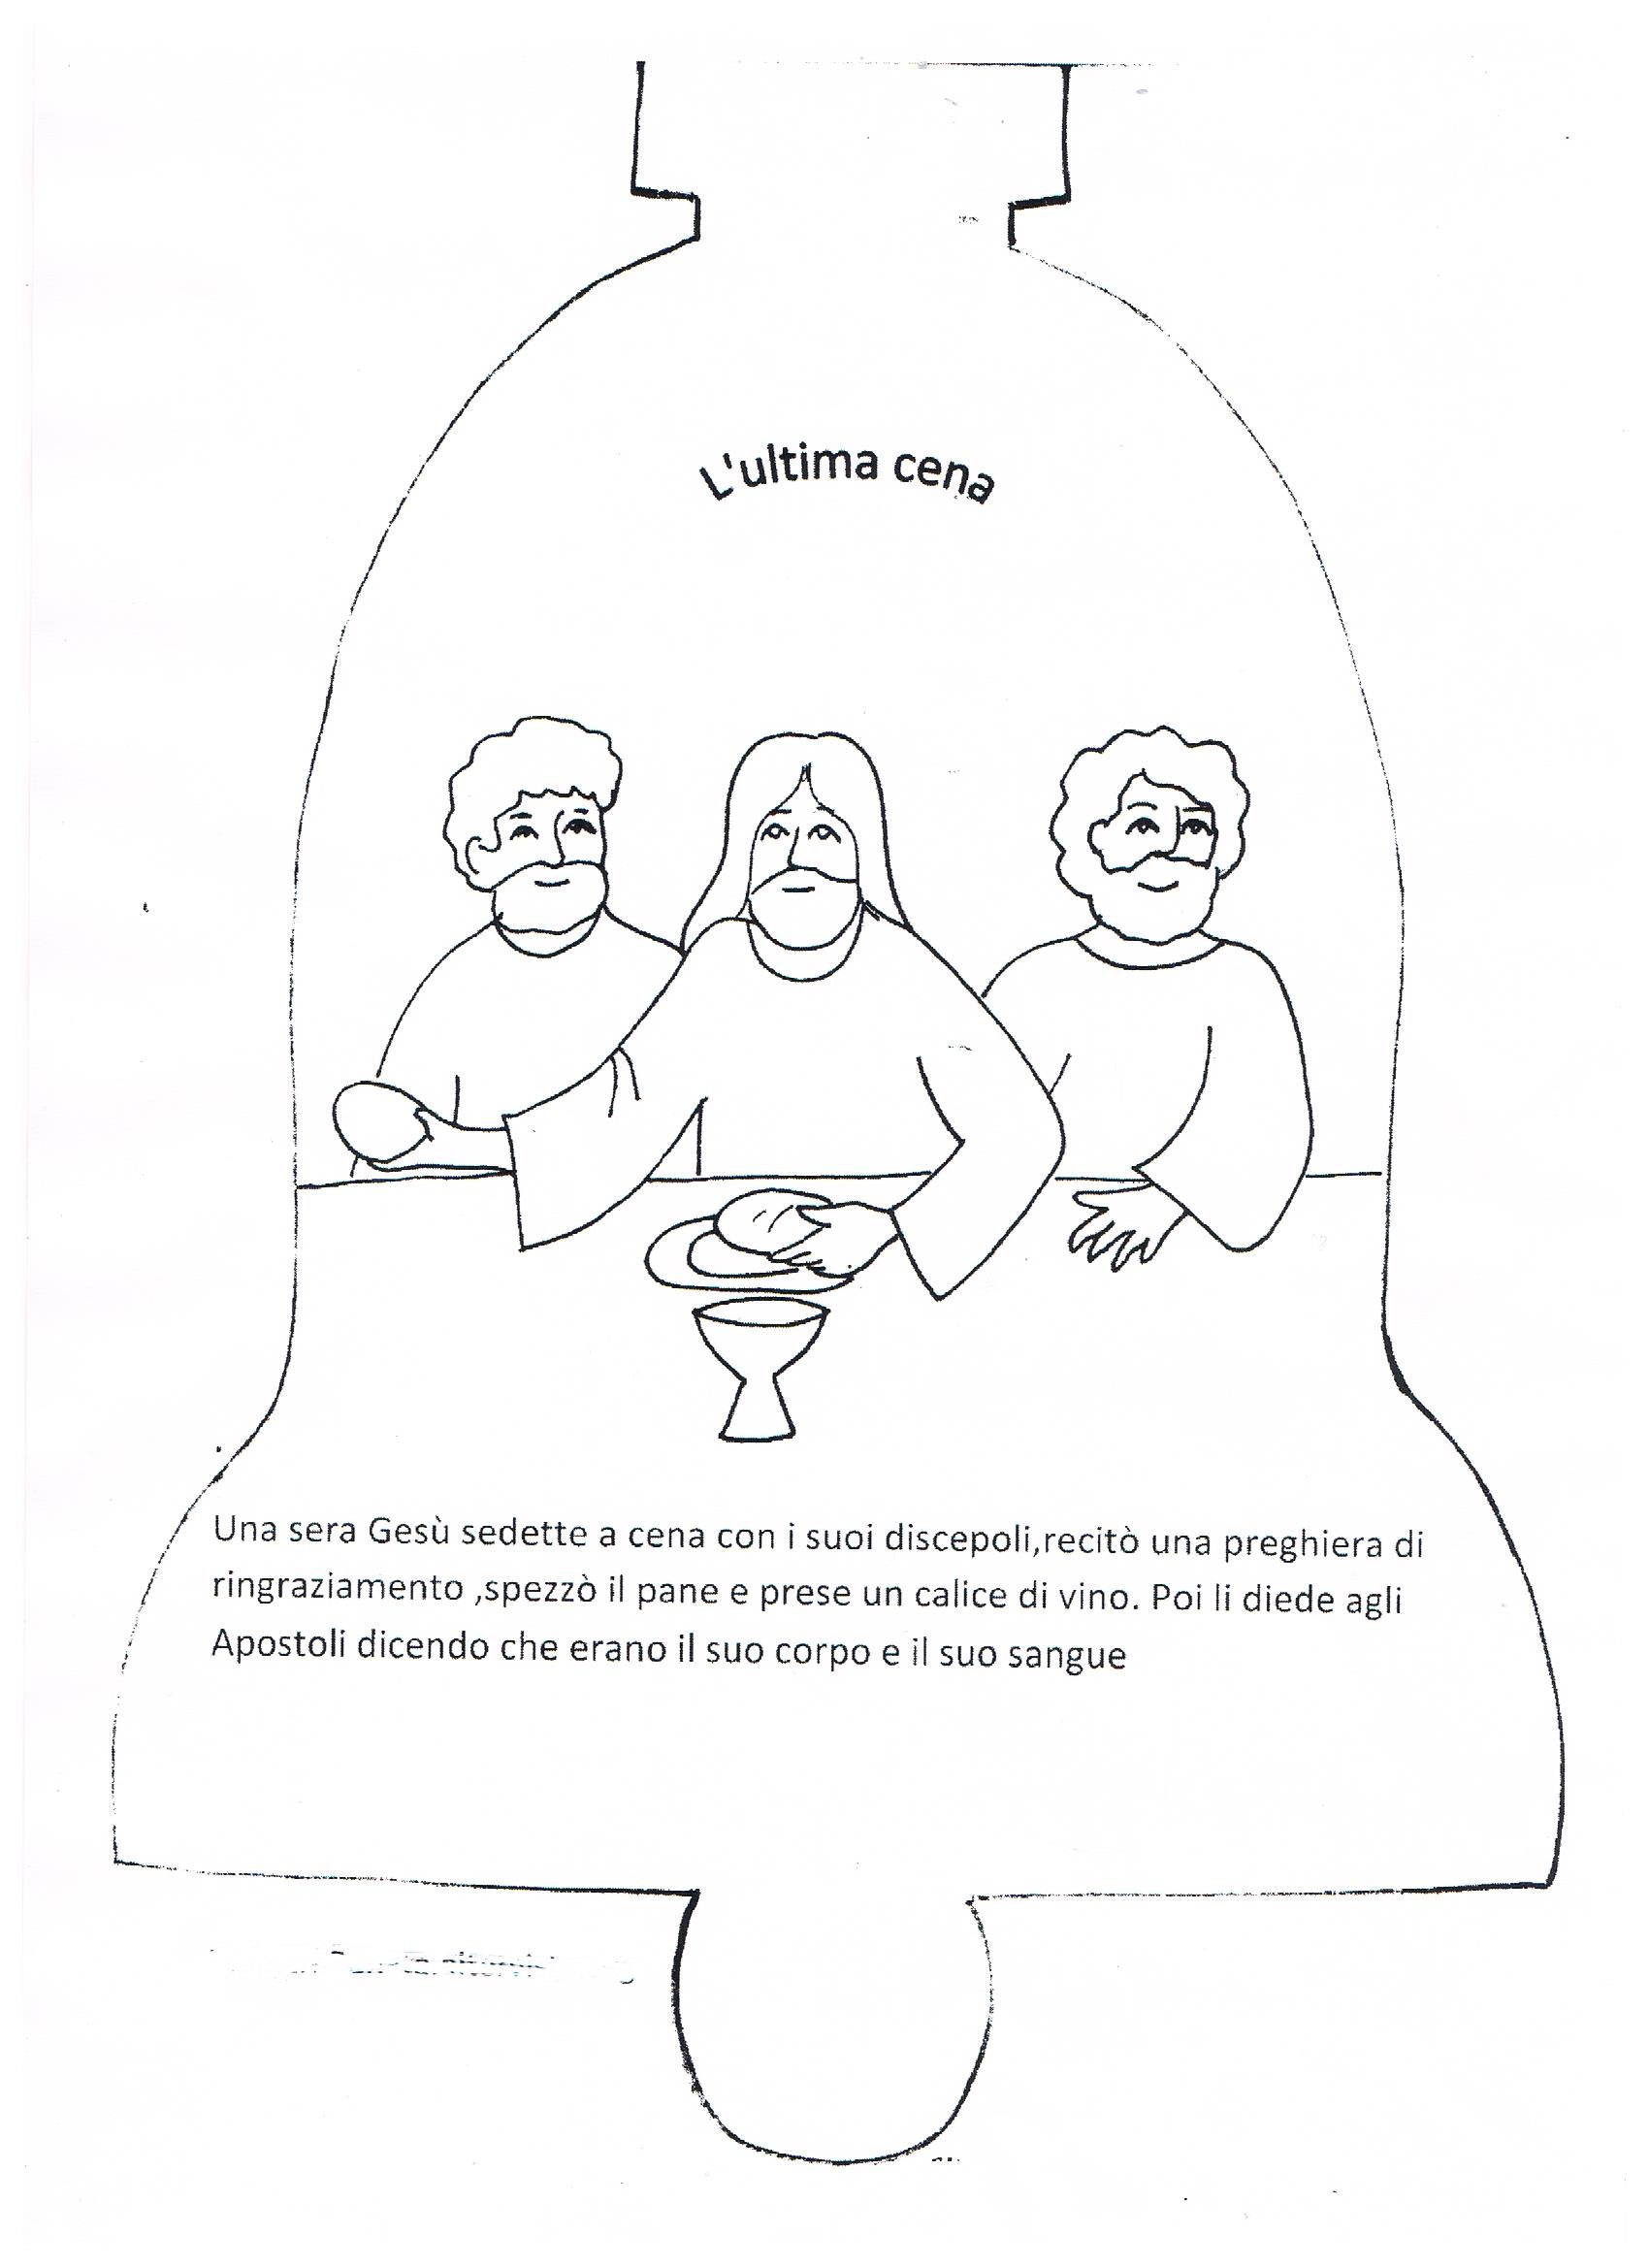 L'ultima cena
Una sera Gesù sedette a cena con i suoi discepoli,recitò una preghiera di
ringraziamento ,spezzò il pane e prese un calice di vino. Poi li diede agli
Apostoli dicendo che erano il suo corpo e il suo sangue